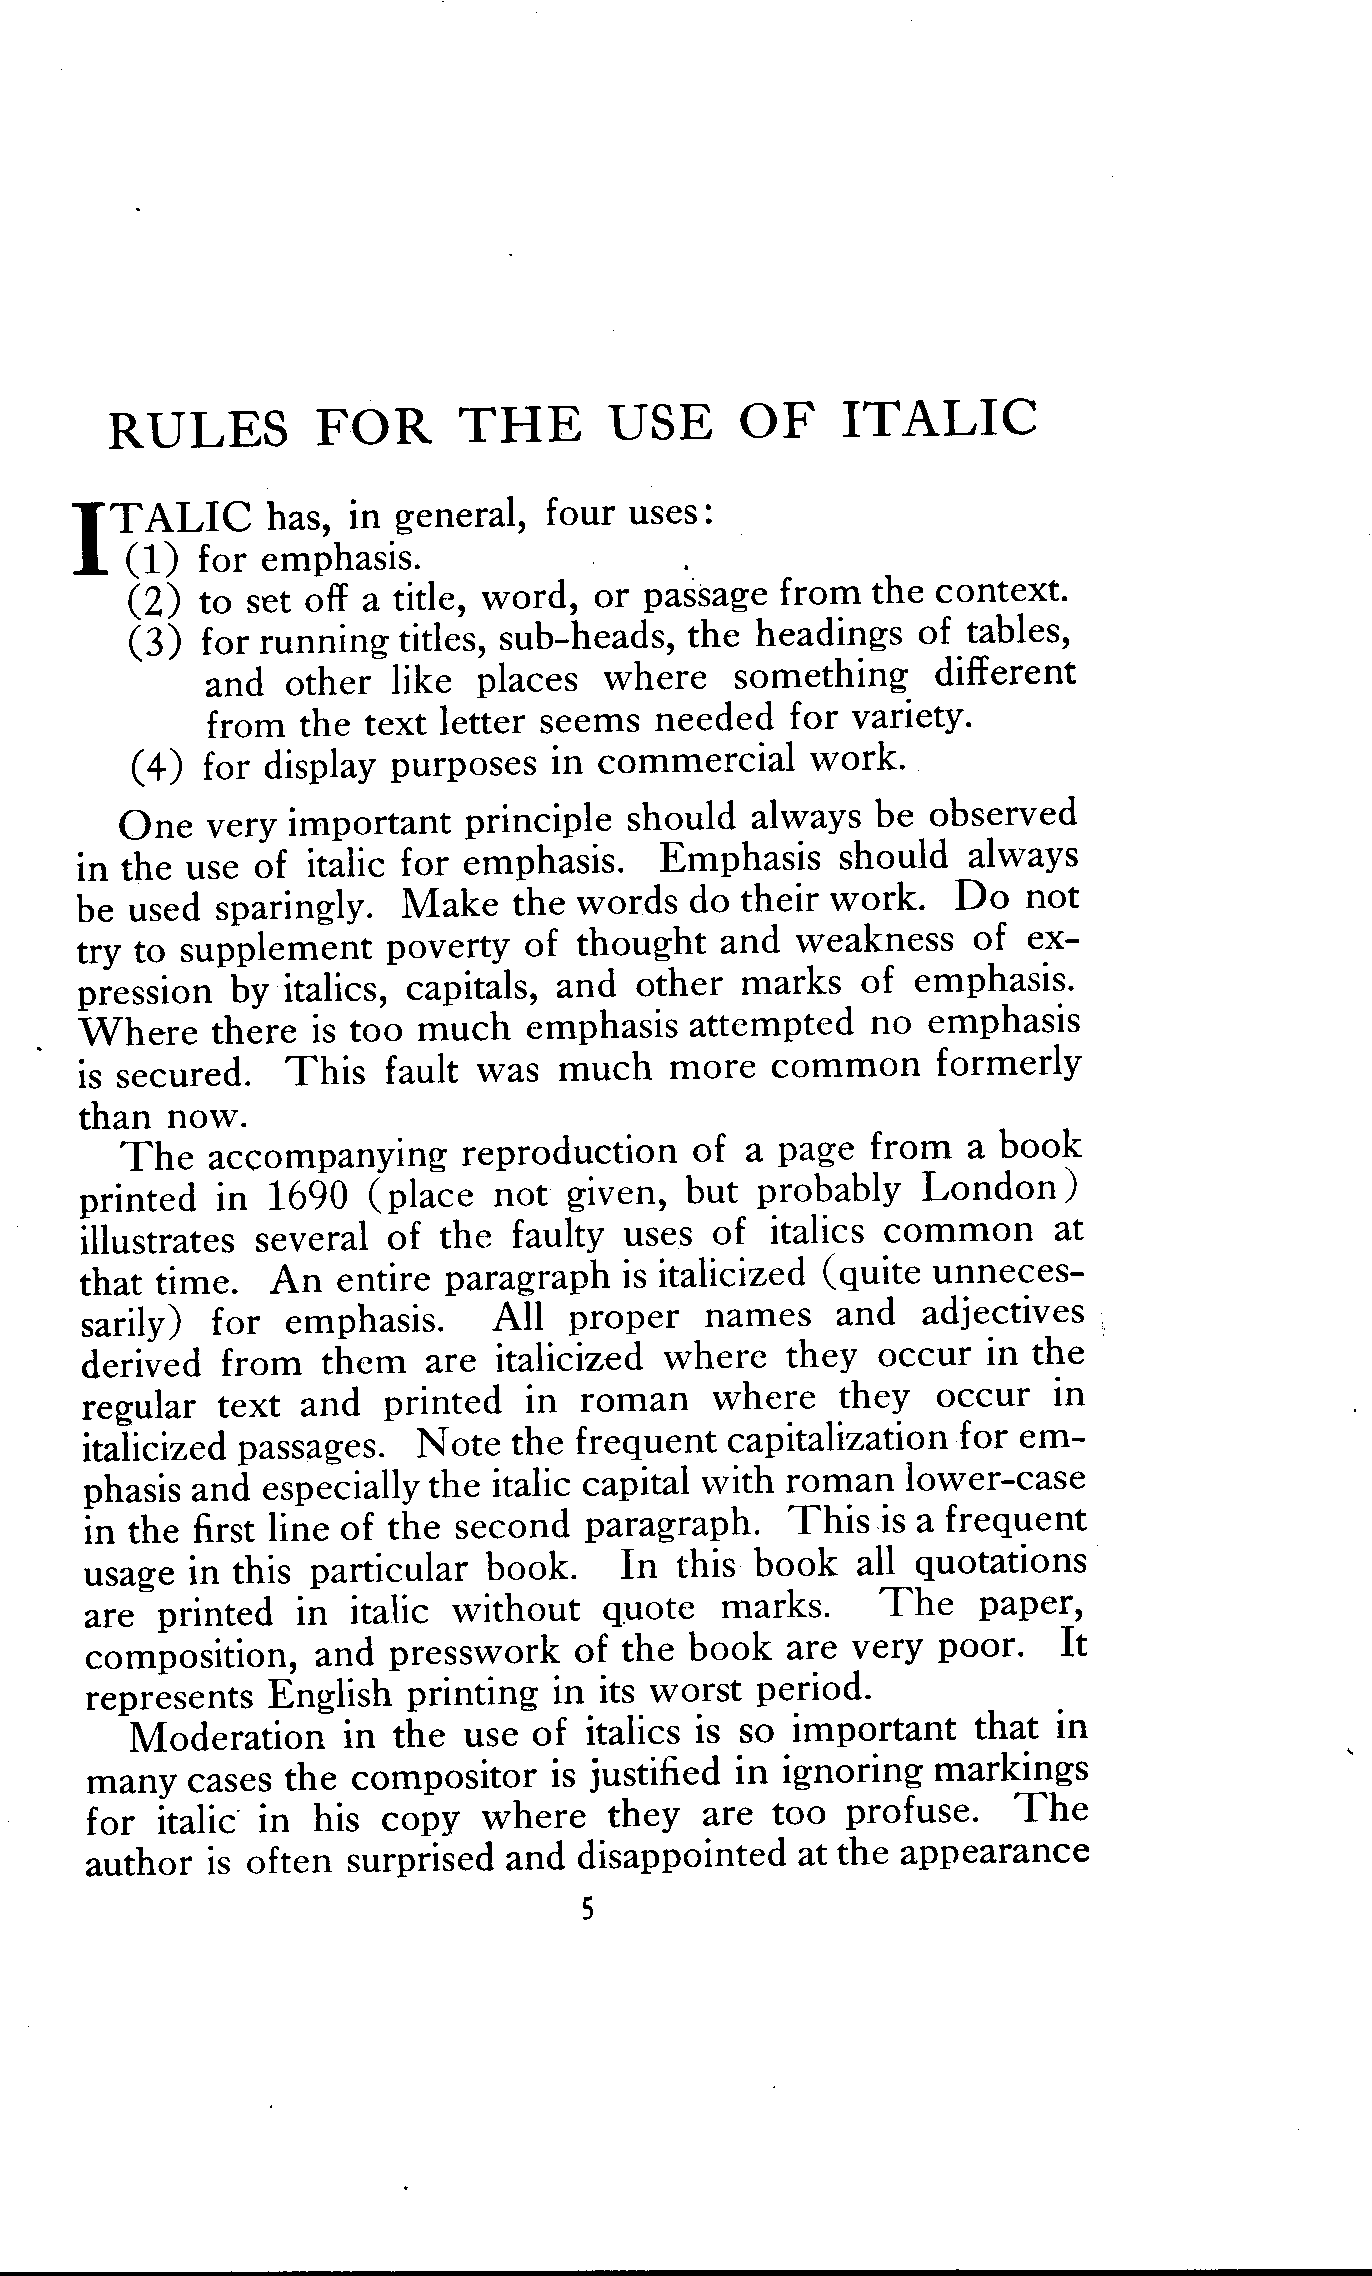 RULES FOR THE USE OF ITALIC
ITALIC has, in general, four uses:
(1) for emphasis.
(2) to set off a title, word, or passage from the context.
(3) for running titles, sub-heads, the headings of tables,
and other like places where something different
from the text letter seems needed for variety.
(4) for display purposes in commercial work.
One very important principle should always be observed
in the use of italic for emphasis. Emphasis should always
be used sparingly. Make the words do their work. Do not
try to supplement poverty of thought and weakness of ex-
pression by italics, capitals, and other marks of emphasis.
Where there is too much emphasis attempted no emphasis
is secured. This fault was much more common formerly
than now.
The accompanying reproduction of a page from a book
printed in 1690 (place not given, but probably London)
illustrates several of the faulty uses of italics common at
that time. An entire paragraph is italicized (quite unneces-
sarily) for emphasis. All proper names and adjectives
derived from them are italicized where they occur in the
regular text and printed in roman where they occur in
italicized passages. Note the frequent capitalization for em-
phasis and especially the italic capital with roman lower-case
in the first line of the second paragraph. This is a frequent
usage in this particular book. In this book all quotations
are printed in italic without quote marks. The paper,
composition, and presswork of the book are very poor. It
represents English printing in its worst period.
Moderation in the use of italics is so important that in
many cases the compositor is justified in ignoring markings
for italic in his copy where they are too profuse. The
author is often surprised and disappointed at the appearance
5